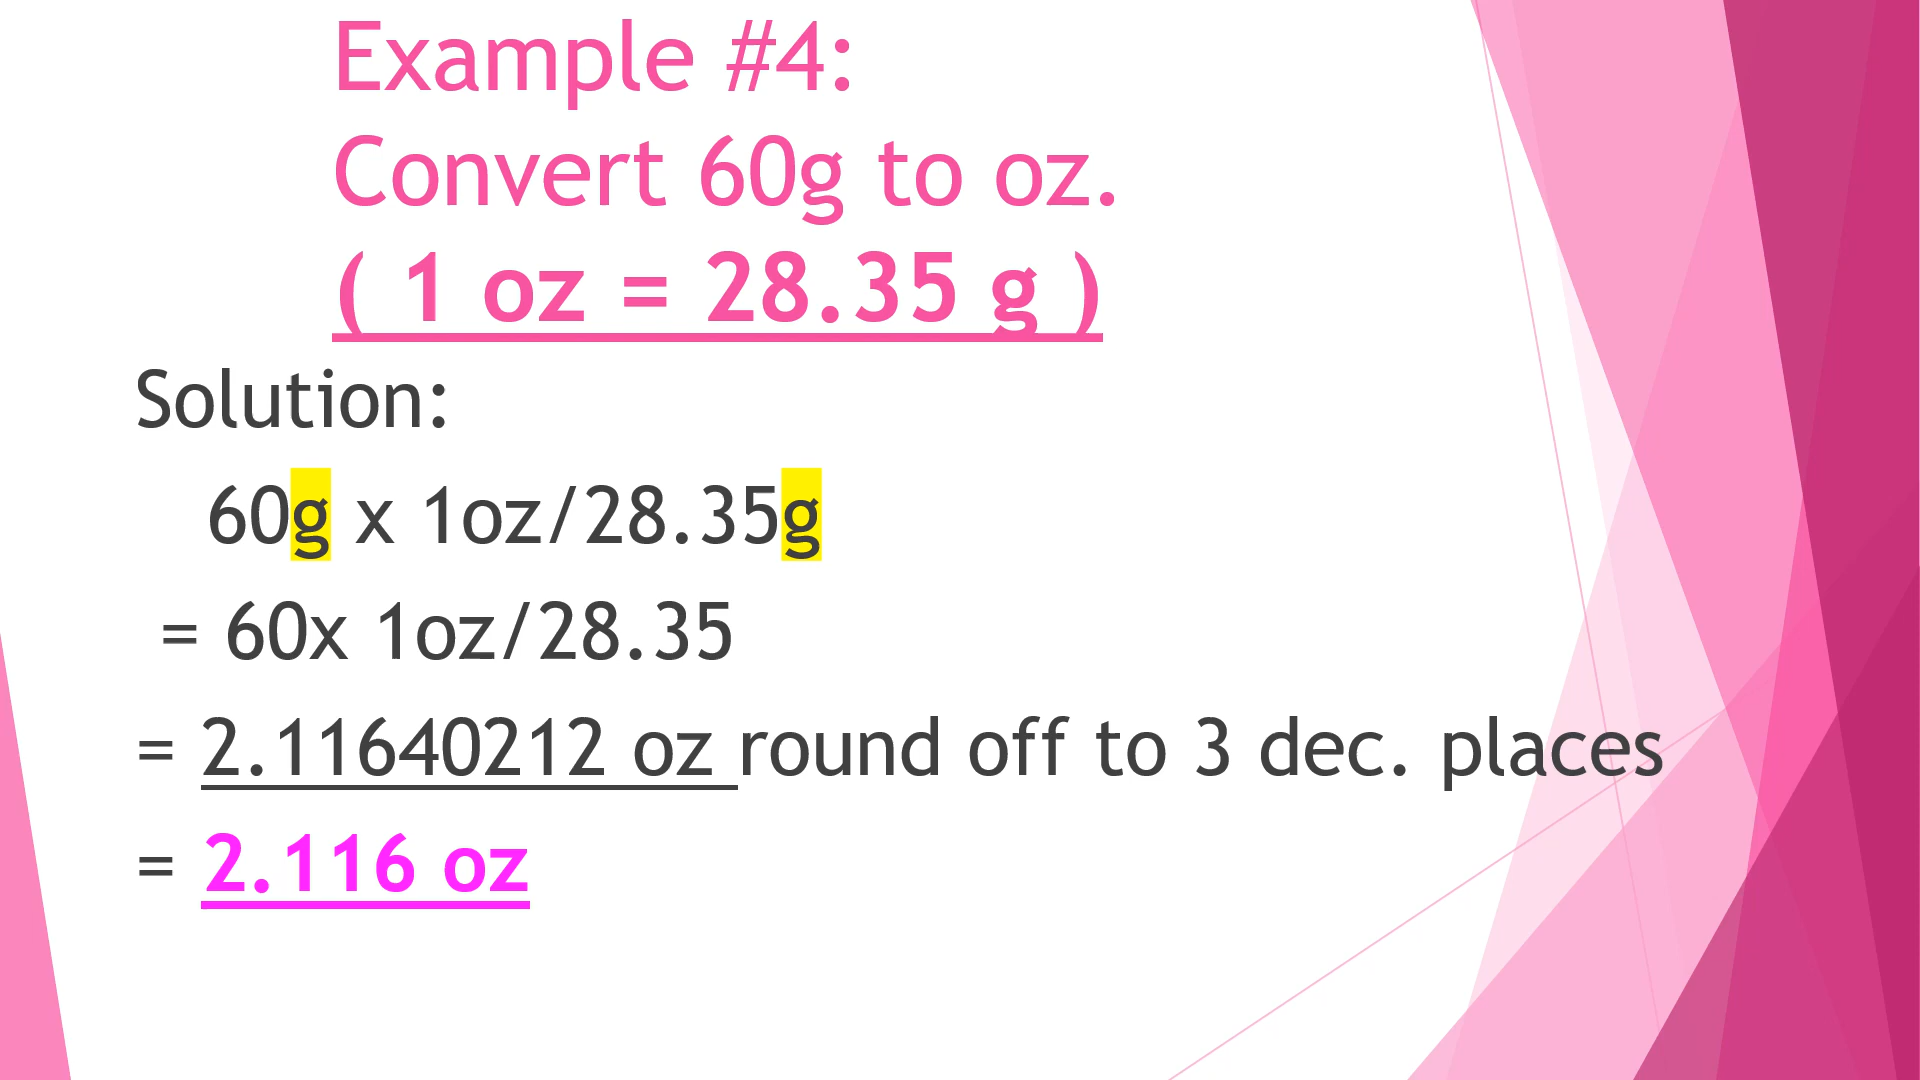 Example #4:
Convert 60g to oz.
( 1 oz = 28.35 g )
Solution:
60g x 1oz/28.35g
= 60x 1oz/28.35
= 2.11640212 oz round off to 3 dec. places
= 2.116 oz